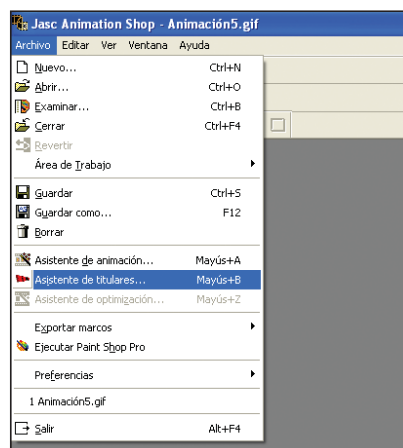 Jasc Animation Shop - Animación5.gif
Archivo Editar Ver Ventana Ayuda
Nuevo... Ctrl+N
Abrir... Ctrl+O
Examinar... Ctrl+B
Cerrar Ctrl+F4
Revertir
Área de Trabajo
Guardar Ctrl+S
Guardar como... F12
Borrar
Asistente de animación... Mayús+A
Asistente de titulares... Mayús+B
Asistente de optimización... Mayús+Z
Exportar marcos
Ejecutar Paint Shop Pro
Preferencias
1 Animación5.gif
Salir Alt+F4